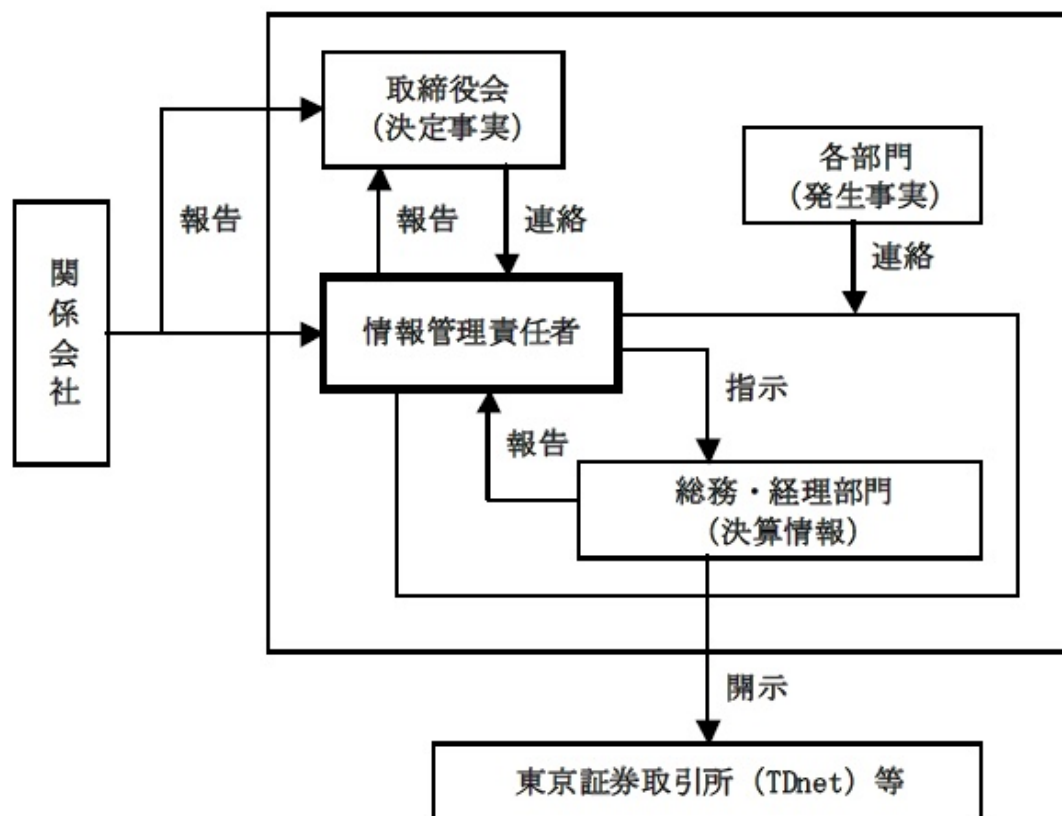 取締役会
(決定事実)
各部門
(発生事実)
報告
報告
連絡
連絡
関係会社
情報管理責任者
指示
報告
総務・経理部門
(決算情報)
開示
東京証券取引所 (TDnet) 等